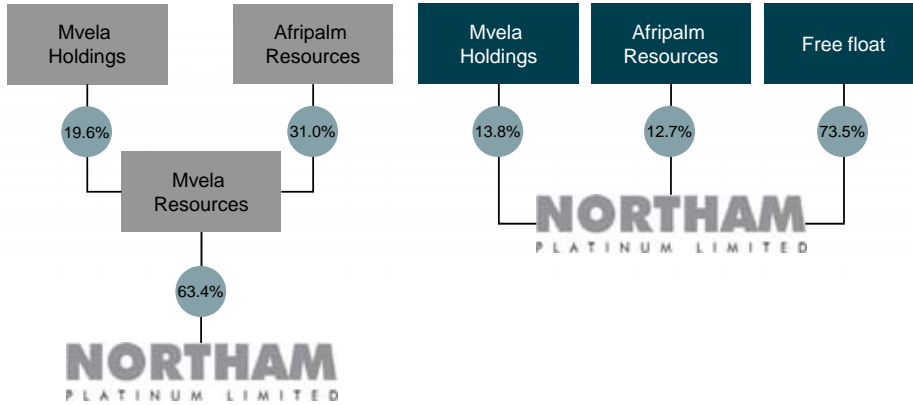 Mvela
Holdings
Afripalm
Resources
19.6%
31.0%
Mvela
Resources
63.4%
NORTHAM
PLATINUM LIMITED
Mvela
Holdings
Afripalm
Resources
Free float
13.8%
12.7%
73.5%
NORTHAM
PLATINUM LIMITED